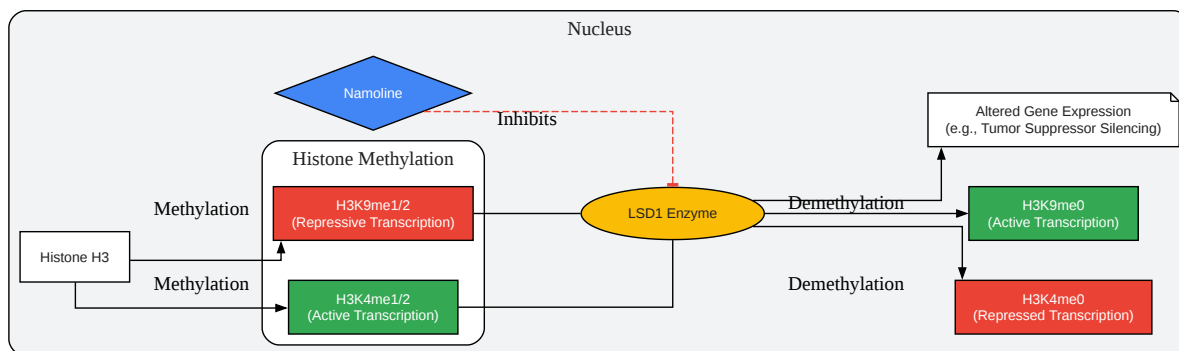 Nucleus
Namoline
Inhibits
Altered Gene Expression
(e.g., Tumor Suppressor Silencing)
Histone Methylation
Methylation
H3K9me1/2
(Repressive Transcription)
LSD1 Enzyme
Demethylation
H3K9me0
(Active Transcription)
Histone H3
Methylation
H3K4me1/2
(Active Transcription)
Demethylation
H3K4me0
(Repressed Transcription)